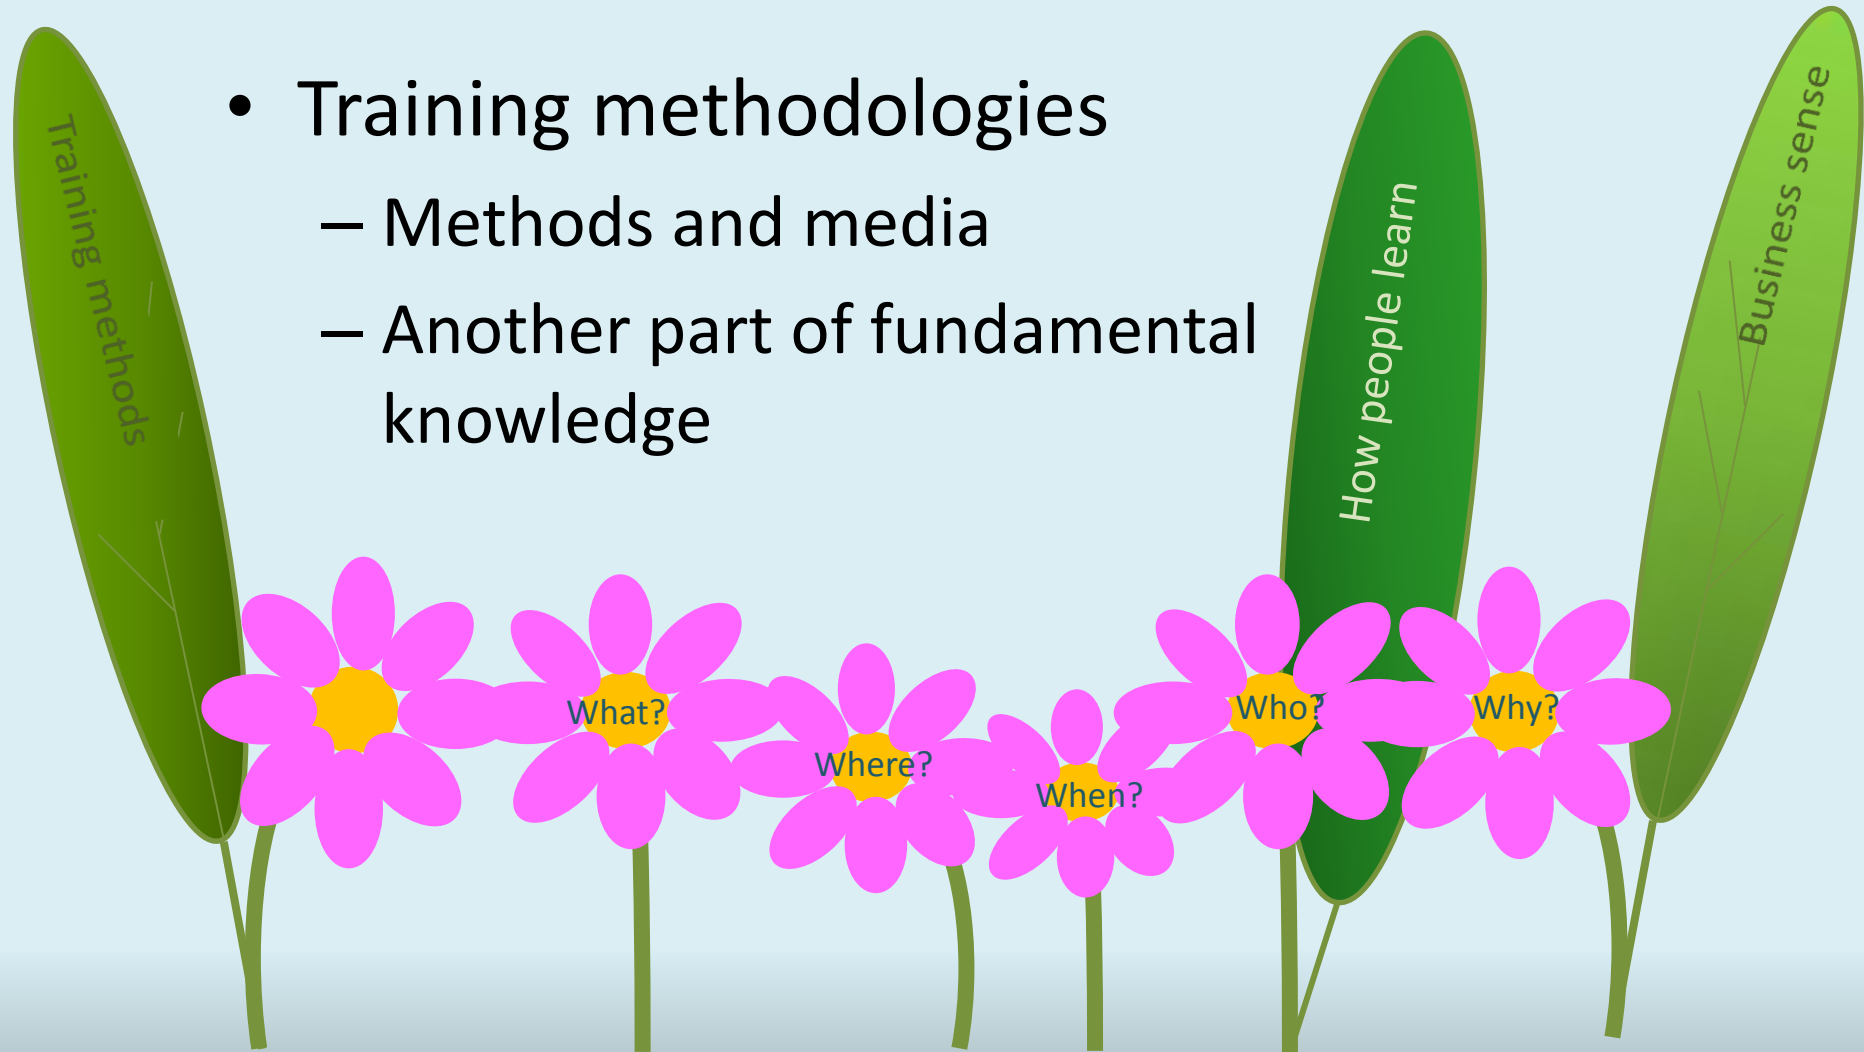 • Training methodologies
– Methods and media
– Another part of fundamental
knowledge
Training methods
How people learn
Business sense
What?
Where?
When?
Who?
Why?